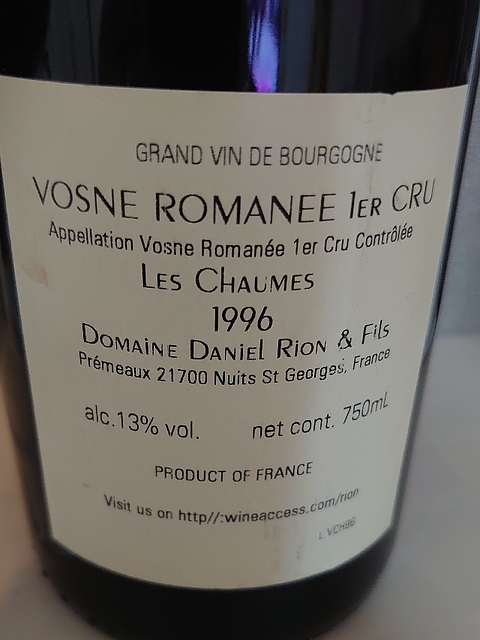 GRAND VIN DE BOURGOGNE
VOSNE ROMANEE 1ER CRU
Appellation Vosne Romanée 1er Cru Contrôlée
LES CHAUMES
1996
DOMAINE DANIEL RION & FILS
Prémeaux 21700 Nuits St Georges, France
alc.13% vol. net cont. 750mL
PRODUCT OF FRANCE
Visit us on http//:wineaccess.com/rion
L VCH96